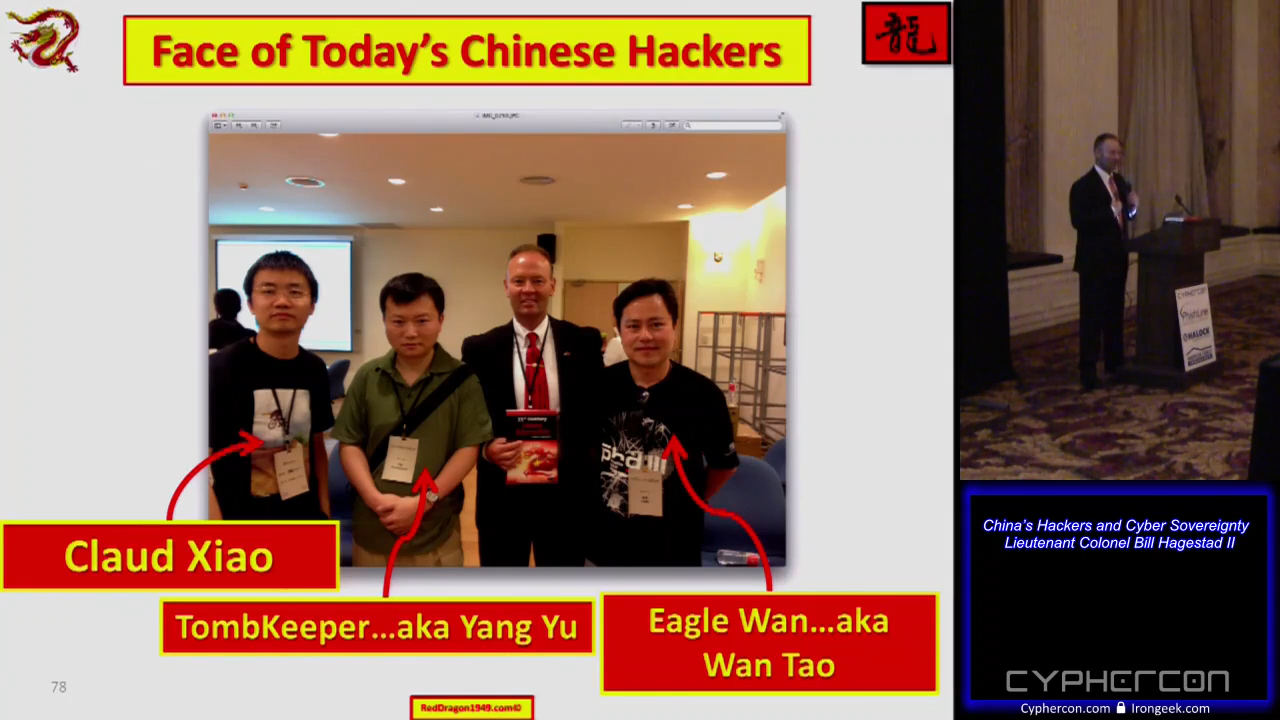 Face of Today's Chinese Hackers
龍
Claud Xiao
TombKeeper...aka Yang Yu
Eagle Wan...aka
Wan Tao
78
RedDragon1949.com©
CYPHERCON
China's Hackers and Cyber Sovereignty
Lieutenant Colonel Bill Hagestad II
CYPHERCON
Cyphercon.com Irongeek.com